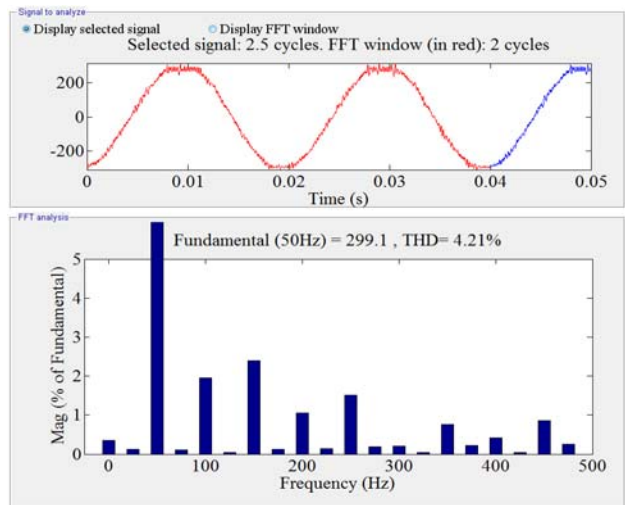 Signal to analyze
Display selected signal Display FFT window
Selected signal: 2.5 cycles. FFT window (in red): 2 cycles
200
0
-200
0 0.01 0.02 0.03 0.04 0.05
Time (s)
FFT analysis
Fundamental (50Hz) = 299.1 , THD= 4.21%
5
4
3
2
1
0
Mag (% of Fundamental)
0 100 200 300 400 500
Frequency (Hz)